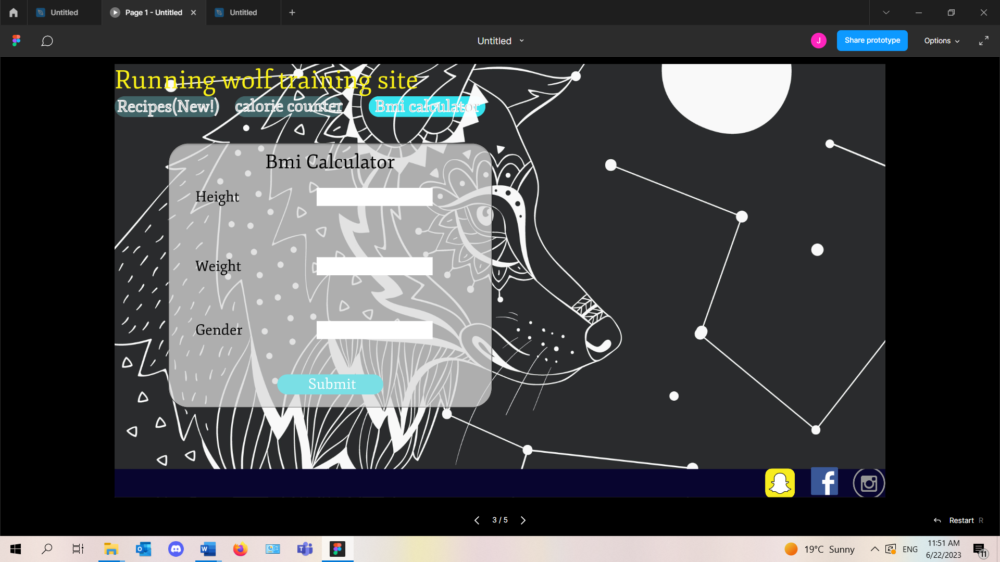 Untitled
Page 1 - Untitled
Untitled
Untitled
J
Share prototype
Options
Running wolf training site
Recipes(New!)
calorie counter
Bmi calculator
Bmi Calculator
Height
Weight
Gender
Submit
3 / 5
Restart R
19°C Sunny
ENG
11:51 AM
6/22/2023
11